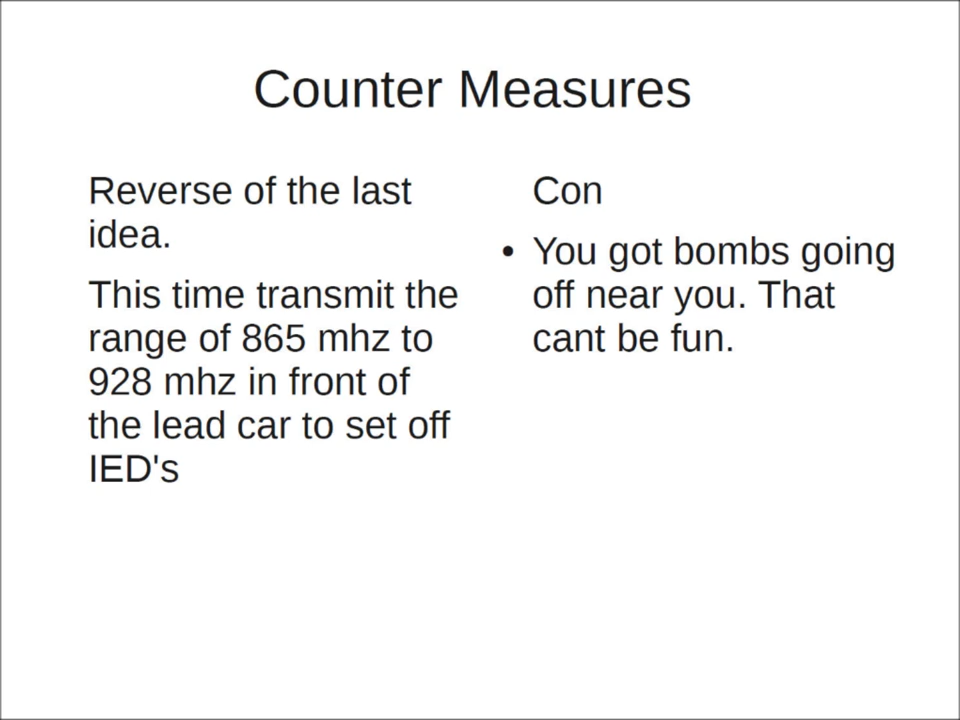 Counter Measures
Reverse of the last
idea.
This time transmit the
range of 865 mhz to
928 mhz in front of
the lead car to set off
IED's
Con
• You got bombs going
off near you. That
cant be fun.